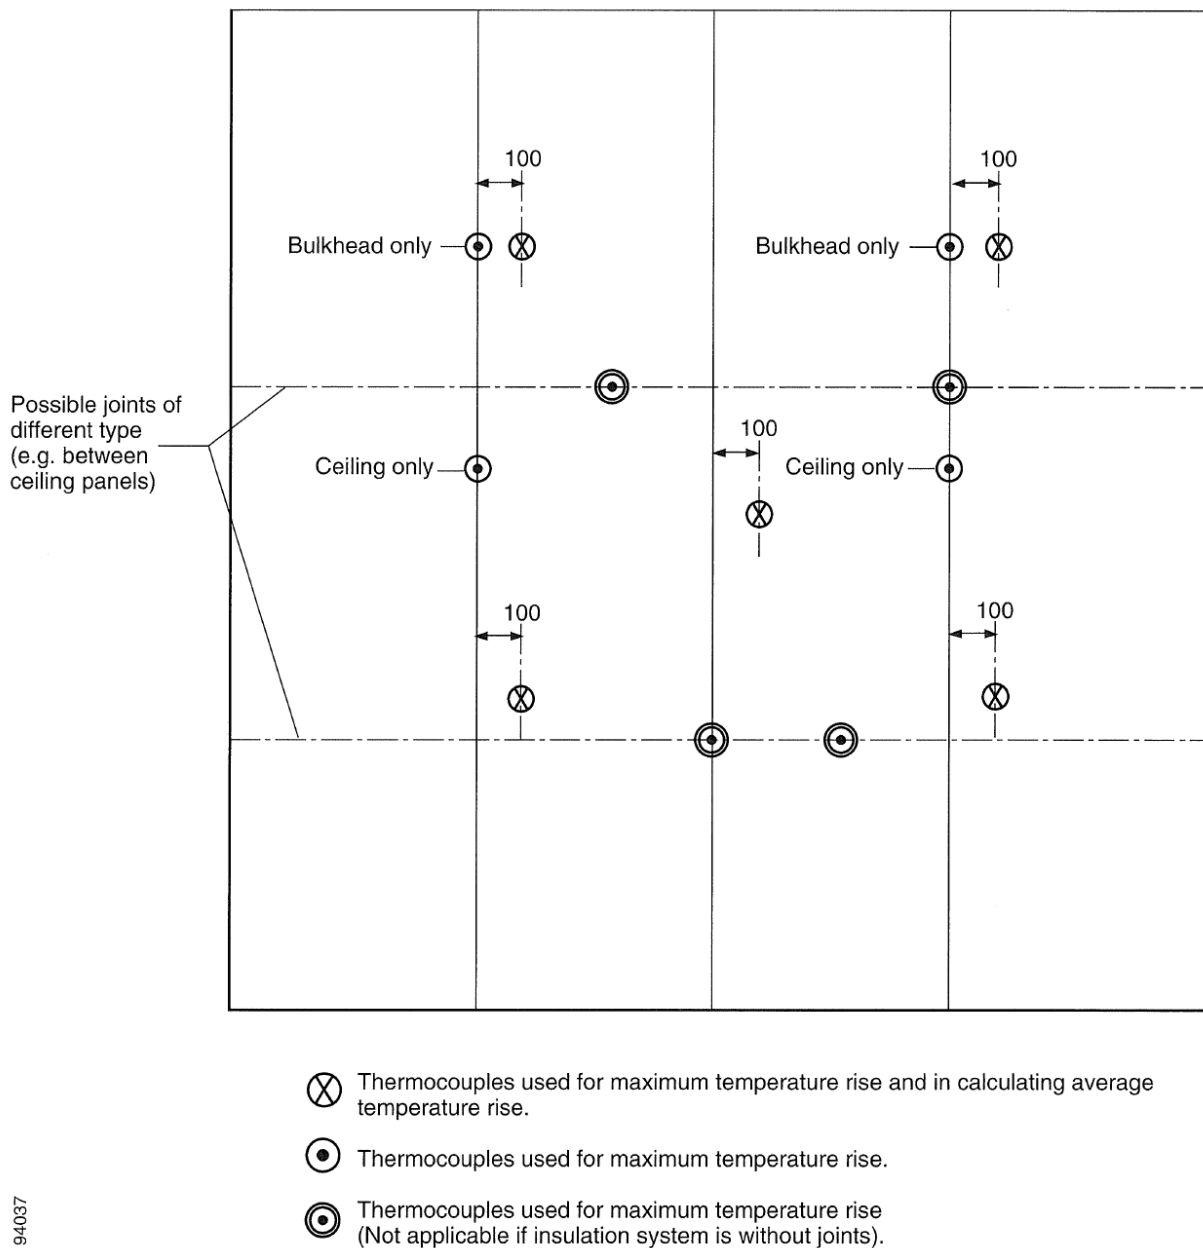 100
100
Bulkhead only
Bulkhead only
Possible joints of
different type
(e.g. between
ceiling panels)
100
Ceiling only
Ceiling only
100
100
Thermocouples used for maximum temperature rise and in calculating average
temperature rise.
Thermocouples used for maximum temperature rise.
Thermocouples used for maximum temperature rise
(Not applicable if insulation system is without joints).
94037